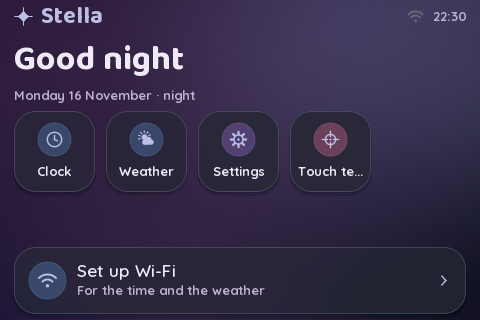 Stella
22:30
Good night
Monday 16 November · night
Clock
Weather
Settings
Touch te...
Set up Wi-Fi
For the time and the weather